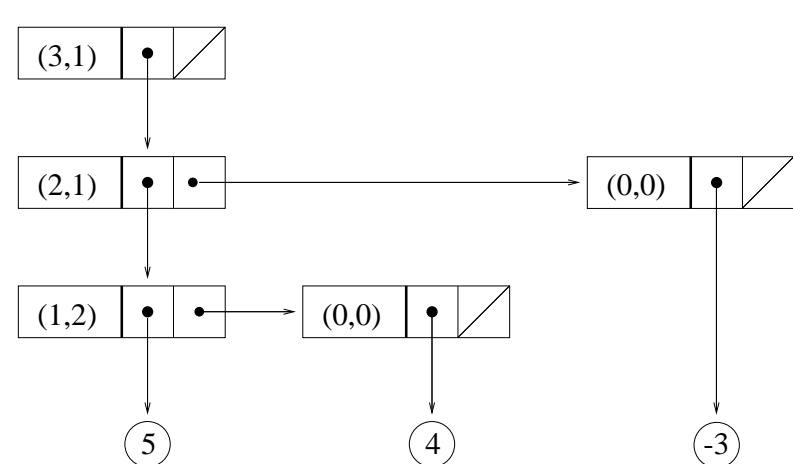 (3,1)
(2,1) (0,0)
(1,2) (0,0)
5 4 -3